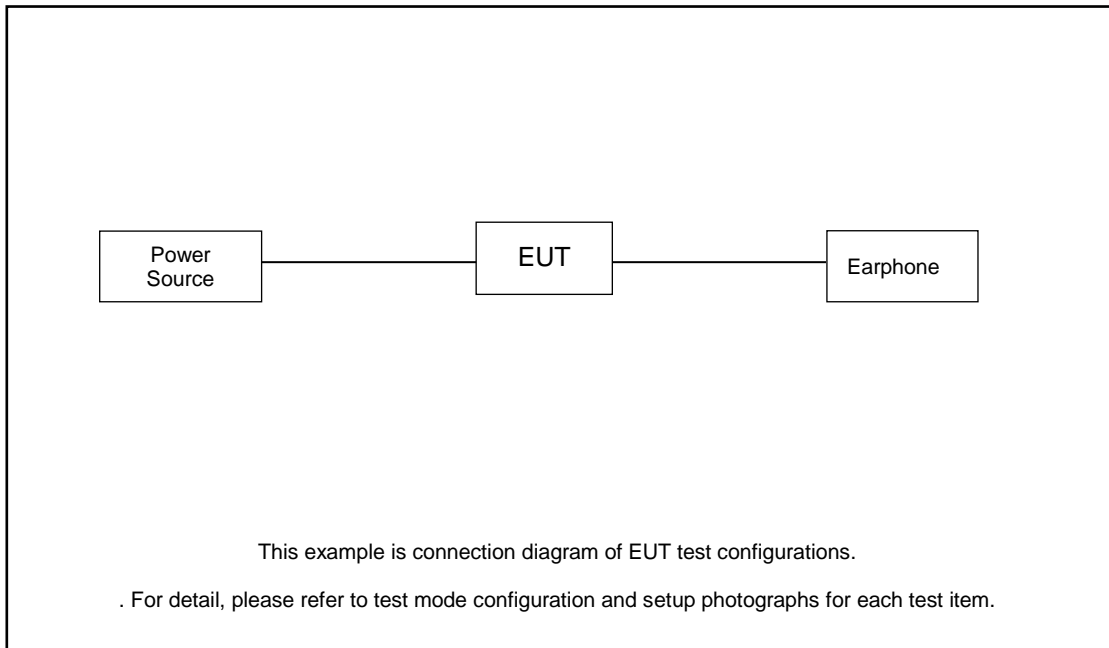 Power
Source
EUT
Earphone
This example is connection diagram of EUT test configurations.
. For detail, please refer to test mode configuration and setup photographs for each test item.